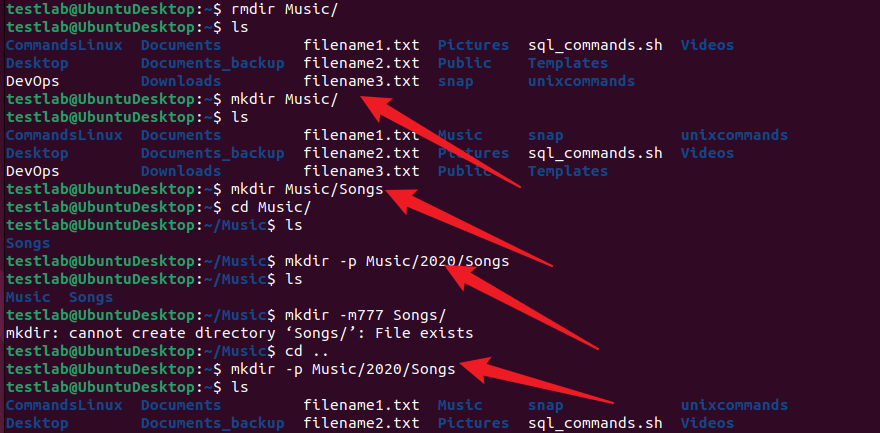 testlab@UbuntuDesktop:~$ rmdir Music/
testlab@UbuntuDesktop:~$ ls
CommandsLinux  Documents         filename1.txt  Pictures  sql_commands.sh  Videos
Desktop        Documents_backup  filename2.txt  Public    Templates
DevOps         Downloads         filename3.txt  snap      unixcommands
testlab@UbuntuDesktop:~$ mkdir Music/
testlab@UbuntuDesktop:~$ ls
CommandsLinux  Documents         filename1.txt  Music     snap             unixcommands
Desktop        Documents_backup  filename2.txt  Pictures  sql_commands.sh  Videos
DevOps         Downloads         filename3.txt  Public    Templates
testlab@UbuntuDesktop:~$ mkdir Music/Songs
testlab@UbuntuDesktop:~$ cd Music/
testlab@UbuntuDesktop:~/Music$ ls
Songs
testlab@UbuntuDesktop:~/Music$ mkdir -p Music/2020/Songs
testlab@UbuntuDesktop:~/Music$ ls
Music  Songs
testlab@UbuntuDesktop:~/Music$ mkdir -m777 Songs/
mkdir: cannot create directory ‘Songs/’: File exists
testlab@UbuntuDesktop:~/Music$ cd ..
testlab@UbuntuDesktop:~$ mkdir -p Music/2020/Songs
testlab@UbuntuDesktop:~$ ls
CommandsLinux  Documents         filename1.txt  Music     snap             unixcommands
Desktop        Documents_backup  filename2.txt  Pictures  sql_commands.sh  Videos